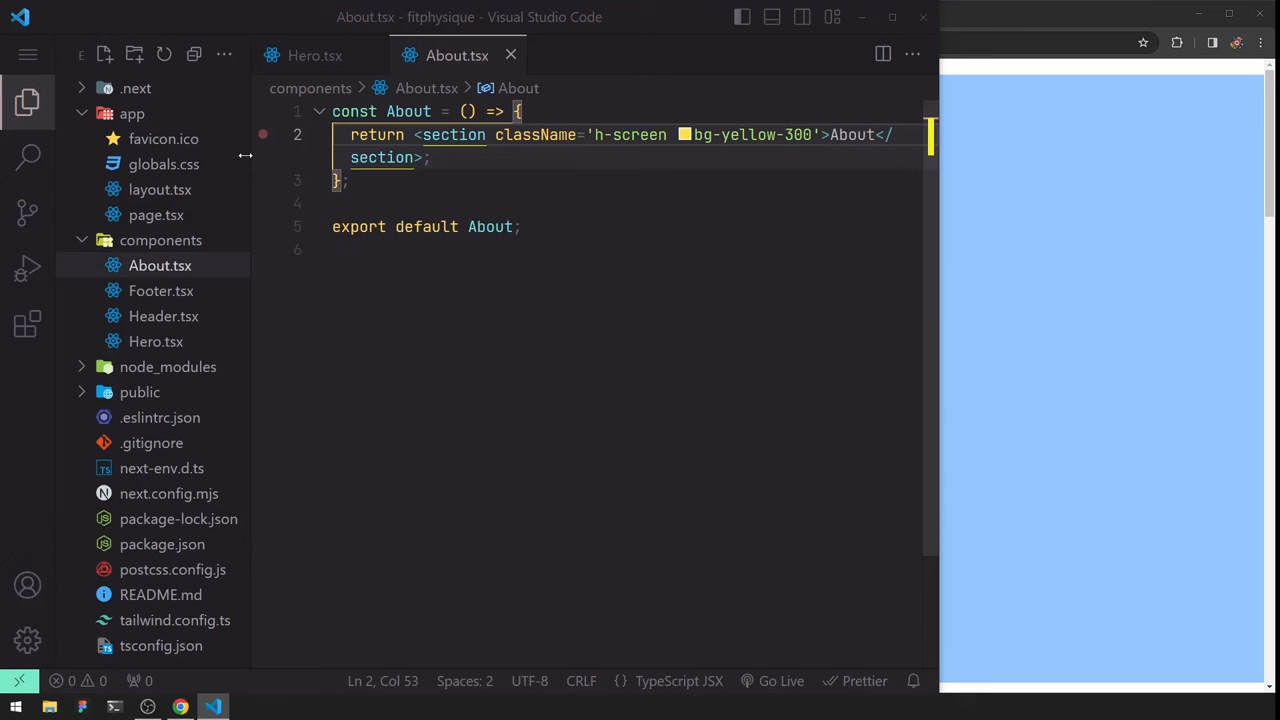 About.tsx - fitphysique - Visual Studio Code
E
Hero.tsx
About.tsx
components
About.tsx
About
.next
app
favicon.ico
globals.css
layout.tsx
page.tsx
components
About.tsx
Footer.tsx
Header.tsx
Hero.tsx
node_modules
public
.eslintrc.json
.gitignore
next-env.d.ts
next.config.mjs
package-lock.json
package.json
postcss.config.js
README.md
tailwind.config.ts
tsconfig.json
1 const About = () => {
2 return <section className='h-screen bg-yellow-300'>About</
section>;
3 };
4
5 export default About;
6
0 0 0
Ln 2, Col 53
Spaces: 2
UTF-8
CRLF
{} TypeScript JSX
Go Live
Prettier